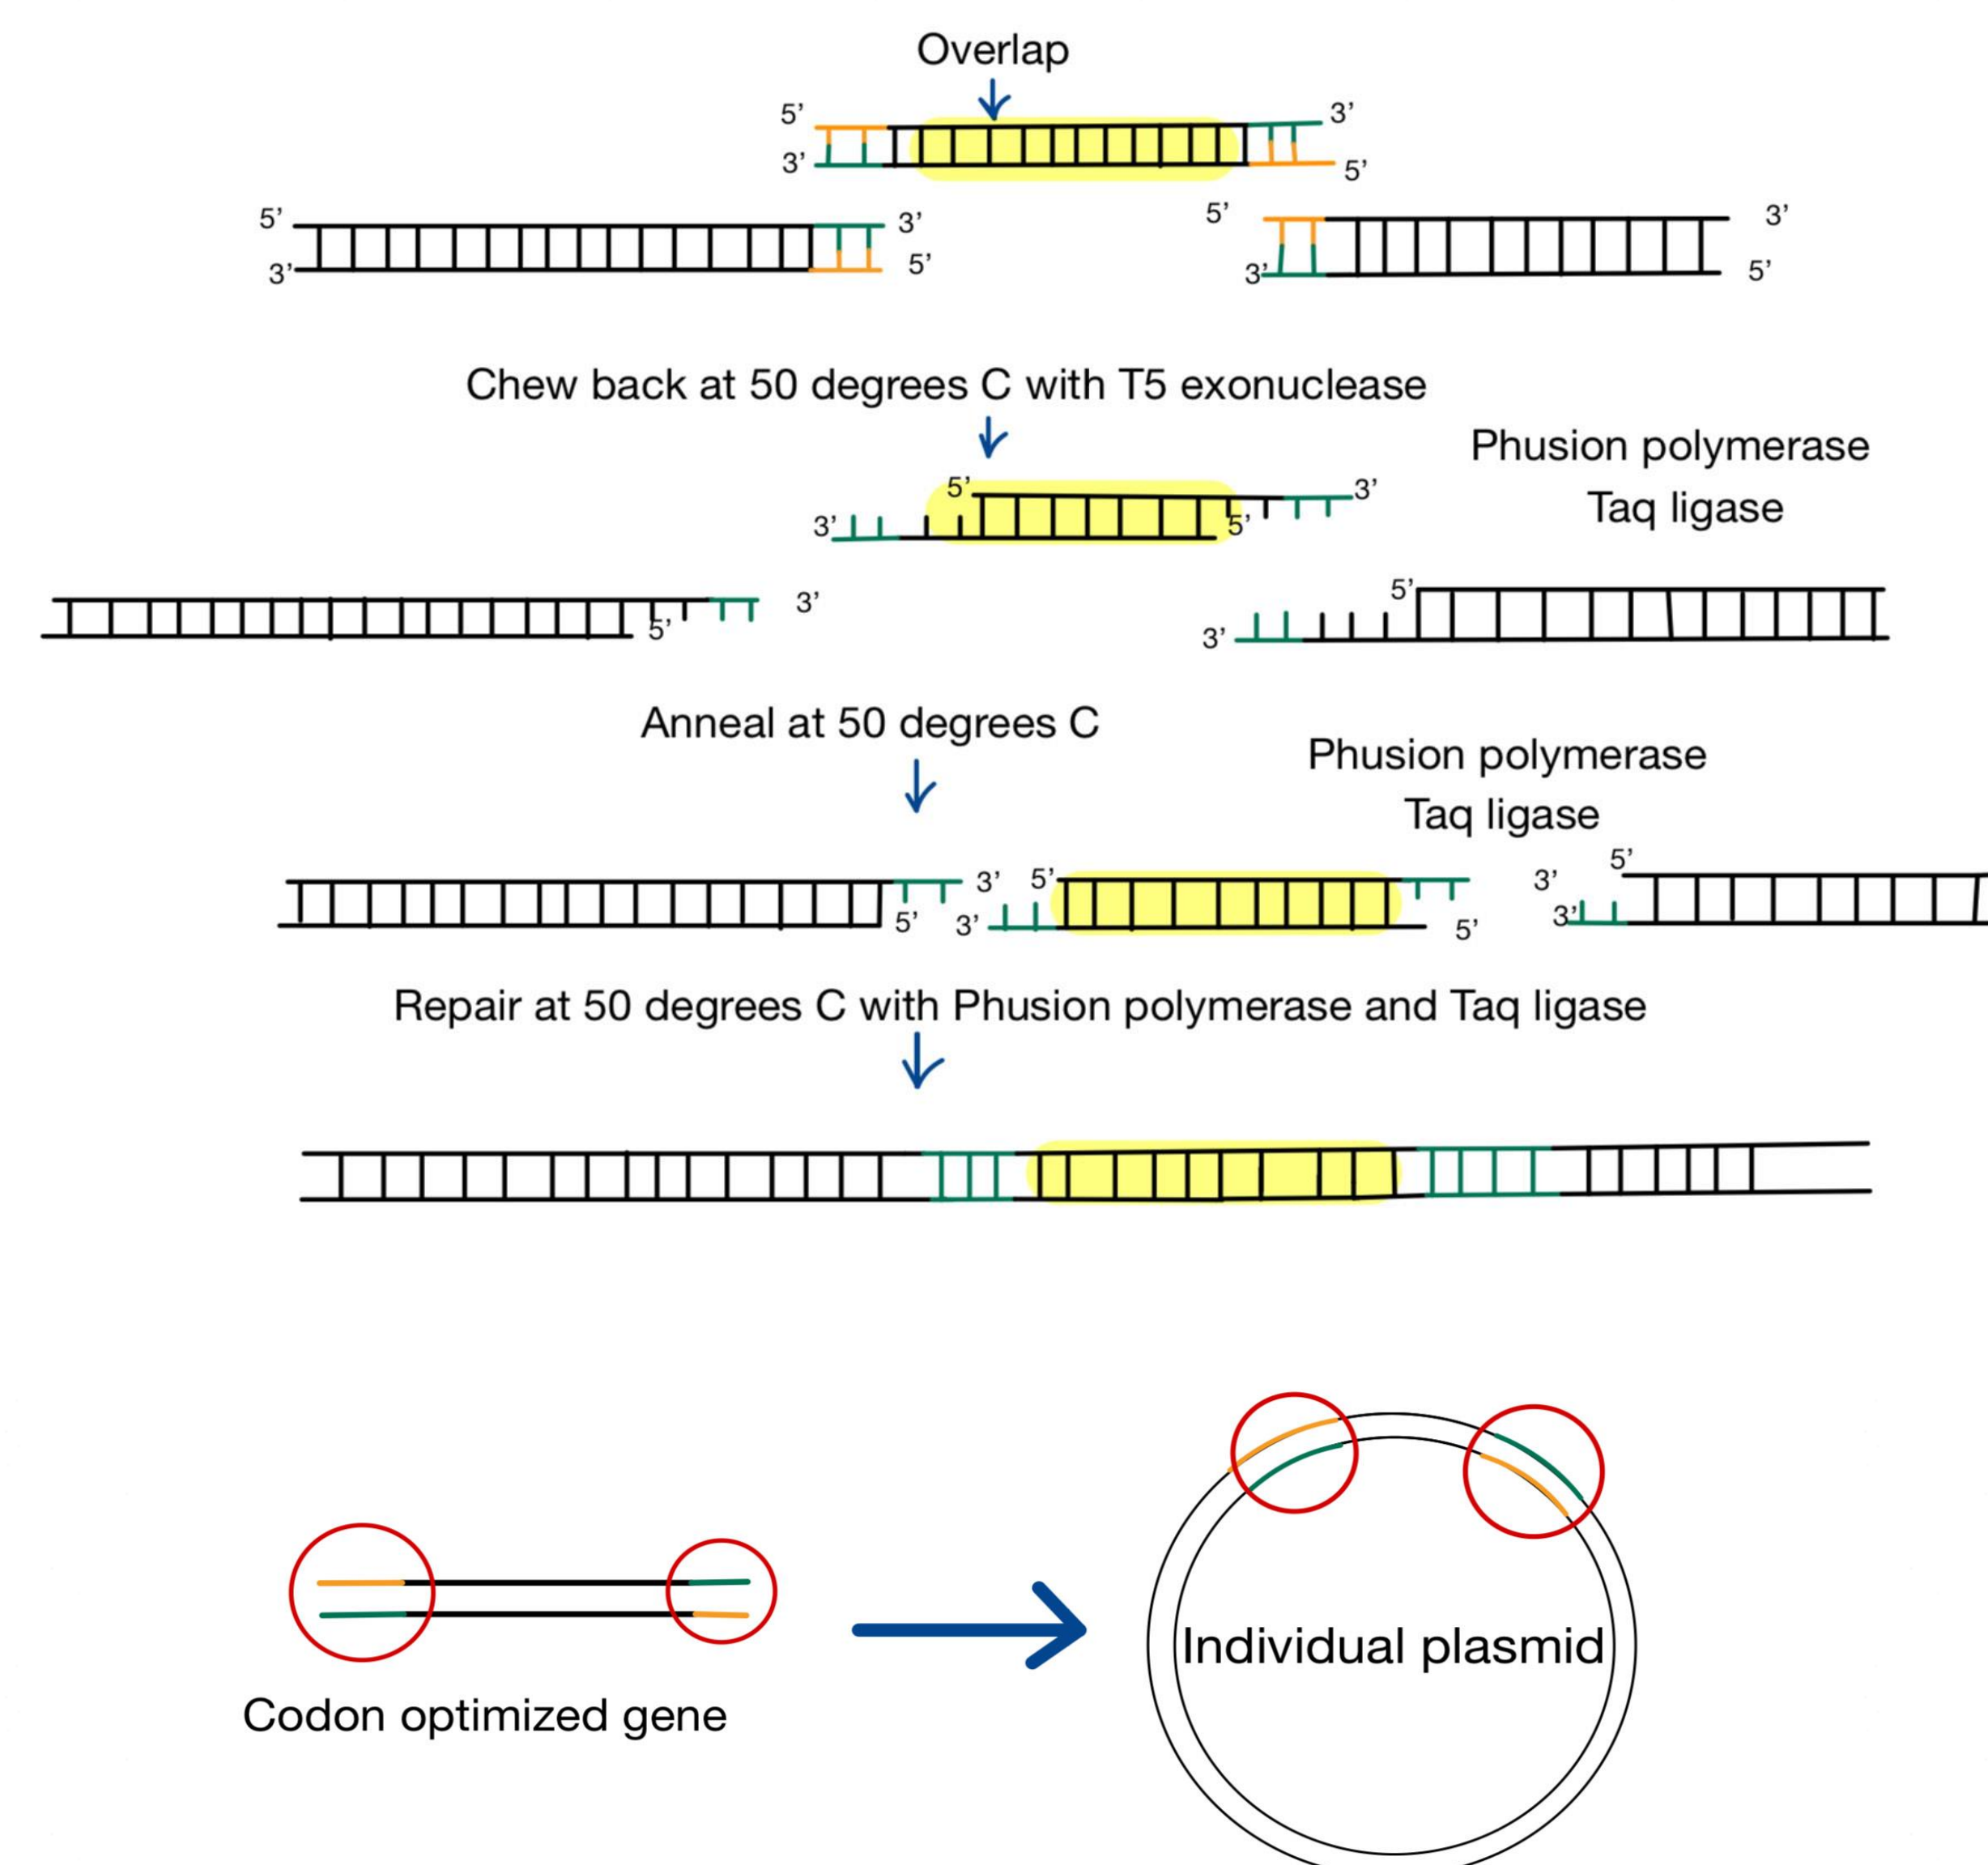 Overlap
5’ 3’
3’ 5’
5’ 3’ 5’ 3’
3’ 5’ 3’ 5’
Chew back at 50 degrees C with T5 exonuclease
Phusion polymerase
Taq ligase
5’ 3’
3’ 5’
3’ 5’
5’ 3’
Anneal at 50 degrees C
Phusion polymerase
Taq ligase
3’ 5’ 3’ 5’
5’ 3’ 5’ 3’
Repair at 50 degrees C with Phusion polymerase and Taq ligase
Individual plasmid
Codon optimized gene